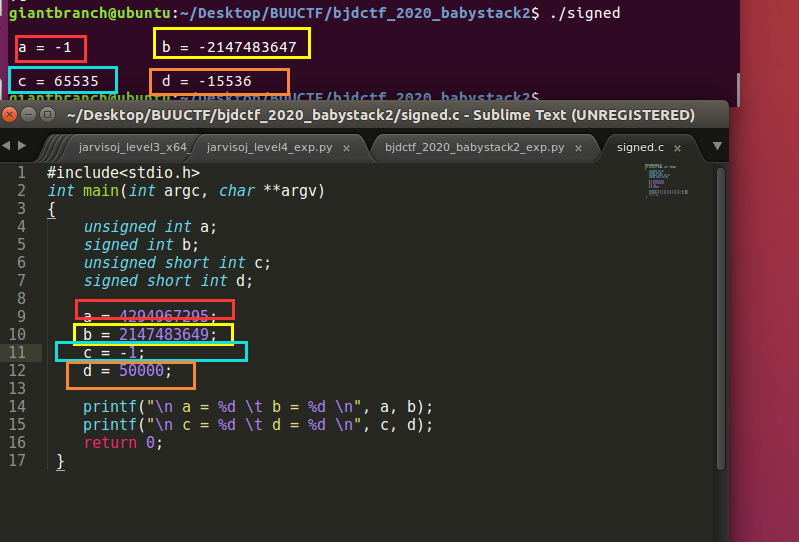 giantbranch@ubuntu:~/Desktop/BUUCTF/bjdctf_2020_babystack2$ ./signed
a = -1 b = -2147483647
c = 65535 d = -15536
giantbranch@ubuntu:~/Desktop/BUUCTF/bjdctf_2020_babystack2$
~/Desktop/BUUCTF/bjdctf_2020_babystack2/signed.c - Sublime Text (UNREGISTERED)
jarvisoj_level3_x64 jarvisoj_level4_exp.py × bjdctf_2020_babystack2_exp.py × signed.c ×
1 #include<stdio.h>
2 int main(int argc, char **argv)
3 {
4 unsigned int a;
5 signed int b;
6 unsigned short int c;
7 signed short int d;
8
9 a = 4294967295;
10 b = 2147483649;
11 c = -1;
12 d = 50000;
13
14 printf("\n a = %d \t b = %d \n", a, b);
15 printf("\n c = %d \t d = %d \n", c, d);
16 return 0;
17 }